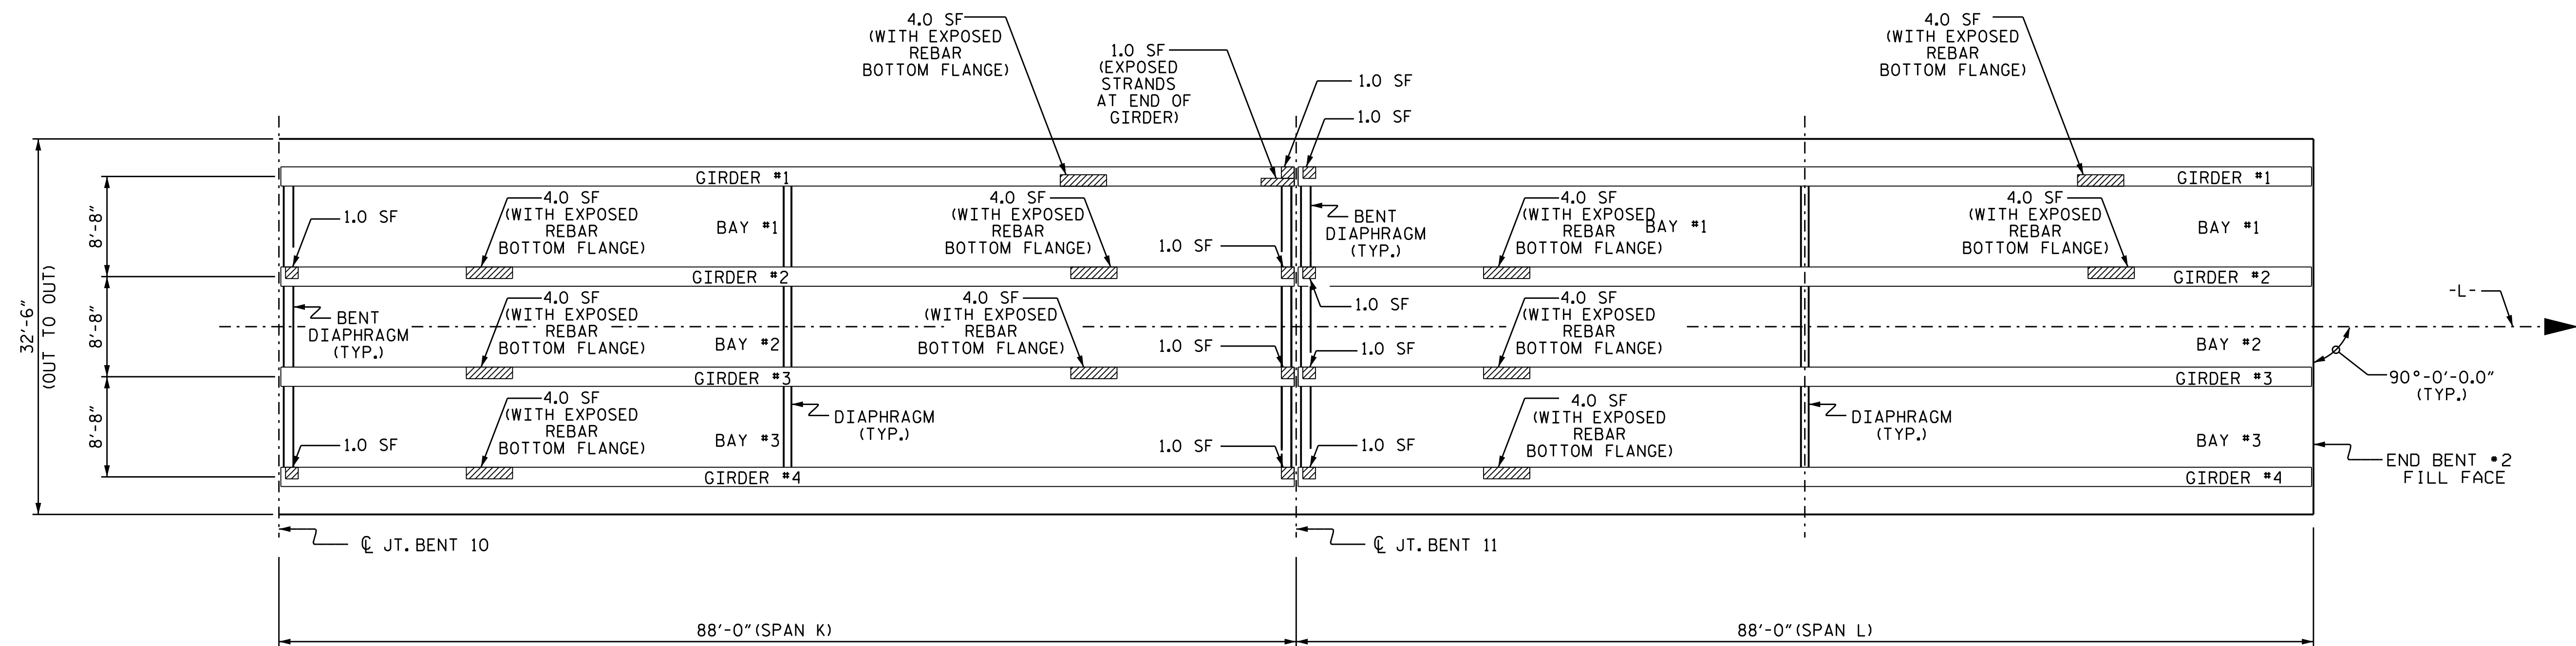 4.0 SF
(WITH EXPOSED
REBAR
BOTTOM FLANGE)
1.0 SF
(EXPOSED
STRANDS
AT END OF
GIRDER)
1.0 SF
1.0 SF
4.0 SF
(WITH EXPOSED
REBAR
BOTTOM FLANGE)
GIRDER #1
GIRDER #1
1.0 SF
4.0 SF
(WITH EXPOSED
REBAR
BOTTOM FLANGE)
BAY #1
4.0 SF
(WITH EXPOSED
REBAR
BOTTOM FLANGE)
1.0 SF
BENT
DIAPHRAGM
(TYP.)
4.0 SF
(WITH EXPOSED
REBAR
BOTTOM FLANGE)
BAY #1
4.0 SF
(WITH EXPOSED
REBAR
BOTTOM FLANGE)
BAY #1
GIRDER #2
GIRDER #2
BENT
DIAPHRAGM
(TYP.)
4.0 SF
(WITH EXPOSED
REBAR
BOTTOM FLANGE)
BAY #2
4.0 SF
(WITH EXPOSED
REBAR
BOTTOM FLANGE)
1.0 SF
1.0 SF
1.0 SF
4.0 SF
(WITH EXPOSED
REBAR
BOTTOM FLANGE)
BAY #2
-L-
GIRDER #3
GIRDER #3
90°-0'-0.0"
(TYP.)
1.0 SF
4.0 SF
(WITH EXPOSED
REBAR
BOTTOM FLANGE)
BAY #3
DIAPHRAGM
(TYP.)
1.0 SF
1.0 SF
4.0 SF
(WITH EXPOSED
REBAR
BOTTOM FLANGE)
DIAPHRAGM
(TYP.)
BAY #3
END BENT #2
FILL FACE
GIRDER #4
GIRDER #4
32'-6"
(OUT TO OUT)
8'-8"
8'-8"
8'-8"
℄ JT. BENT 10
℄ JT. BENT 11
88'-0" (SPAN K)
88'-0" (SPAN L)